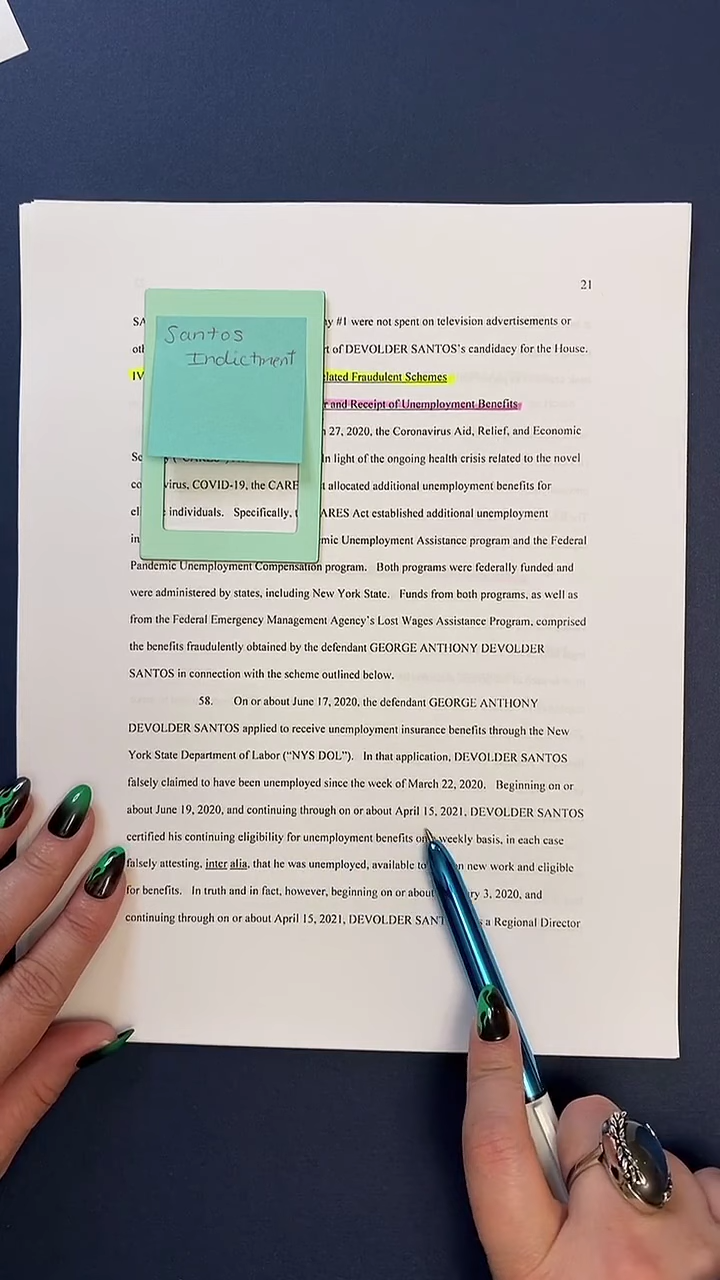 21
Santos
Indictment
SA y #1 were not spent on television advertisements or
oth t of DEVOLDER SANTOS's candidacy for the House.
IV lated Fraudulent Schemes
r and Receipt of Unemployment Benefits
27, 2020, the Coronavirus Aid, Relief, and Economic
Se In light of the ongoing health crisis related to the novel
co virus, COVID-19, the CARE t allocated additional unemployment benefits for
eli individuals. Specifically, t ARES Act established additional unemployment
in mic Unemployment Assistance program and the Federal
Pandemic Unemployment Compensation program. Both programs were federally funded and
were administered by states, including New York State. Funds from both programs, as well as
from the Federal Emergency Management Agency's Lost Wages Assistance Program, comprised
the benefits fraudulently obtained by the defendant GEORGE ANTHONY DEVOLDER
SANTOS in connection with the scheme outlined below.
58. On or about June 17, 2020, the defendant GEORGE ANTHONY
DEVOLDER SANTOS applied to receive unemployment insurance benefits through the New
York State Department of Labor ("NYS DOL"). In that application, DEVOLDER SANTOS
falsely claimed to have been unemployed since the week of March 22, 2020. Beginning on or
about June 19, 2020, and continuing through on or about April 15, 2021, DEVOLDER SANTOS
certified his continuing eligibility for unemployment benefits on weekly basis, in each case
falsely attesting, inter alia, that he was unemployed, available to n new work and eligible
for benefits. In truth and in fact, however, beginning on or about ry 3, 2020, and
continuing through on or about April 15, 2021, DEVOLDER SANT s a Regional Director